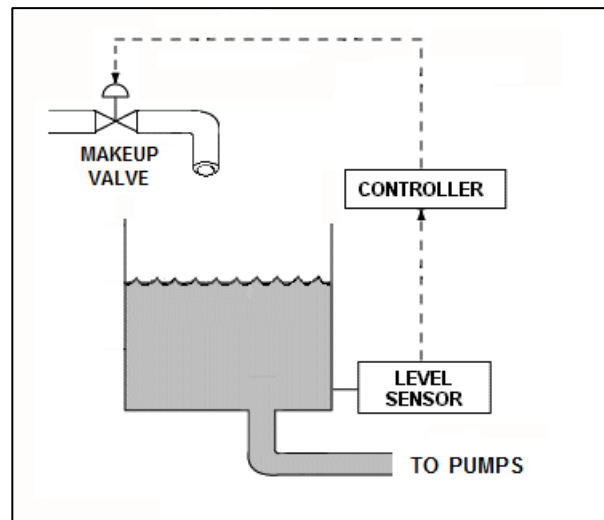 MAKEUP
VALVE
CONTROLLER
LEVEL
SENSOR
TO PUMPS